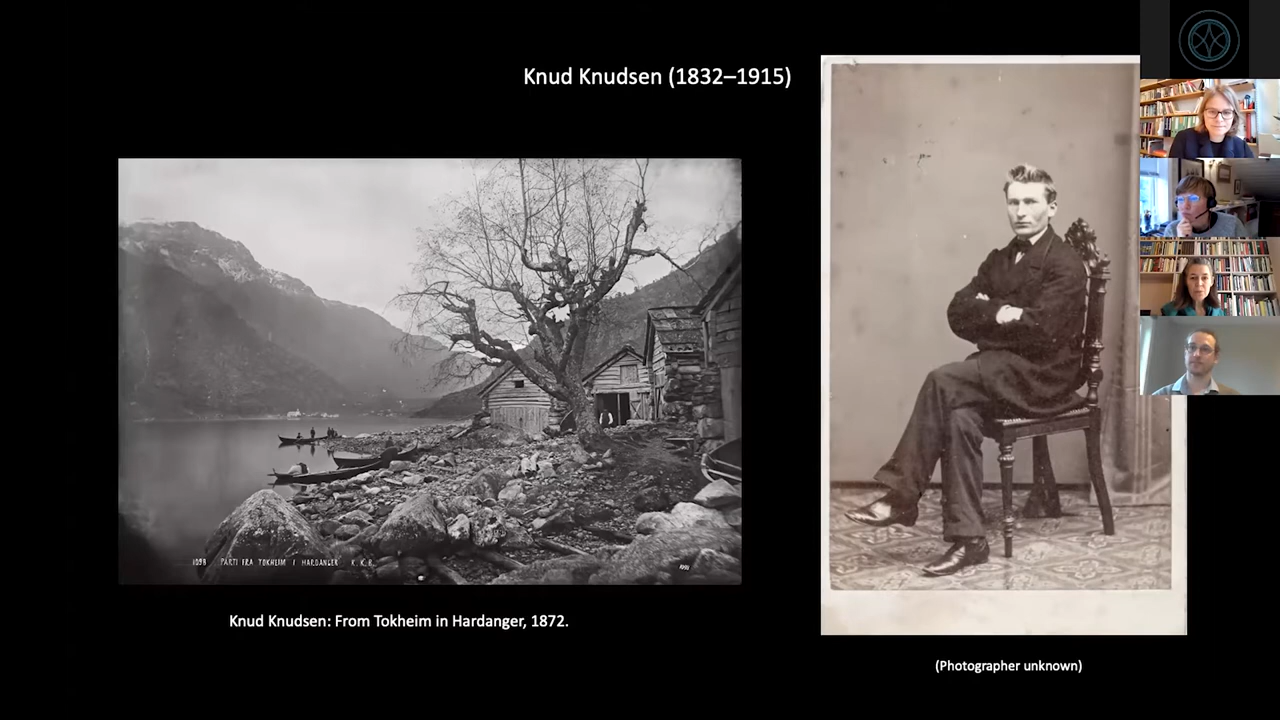 Knud Knudsen (1832–1915)
1098 PARTI FRA TOKHEIM I HARDANGER K. K. B.
Knud Knudsen: From Tokheim in Hardanger, 1872.
(Photographer unknown)